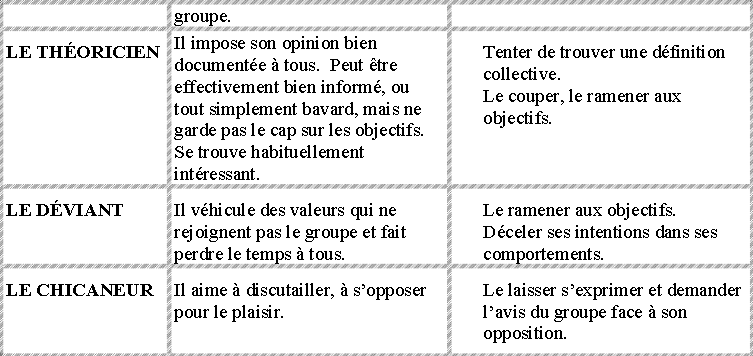 groupe.
LE THÉORICIEN
Il impose son opinion bien
documentée à tous.  Peut être
effectivement bien informé, ou
tout simplement bavard, mais ne
garde pas le cap sur les objectifs.
Se trouve habituellement
intéressant.
Tenter de trouver une définition
collective.
Le couper, le ramener aux
objectifs.
LE DÉVIANT
Il véhicule des valeurs qui ne
rejoignent pas le groupe et fait
perdre le temps à tous.
Le ramener aux objectifs.
Déceler ses intentions dans ses
comportements.
LE CHICANEUR
Il aime à discutailler, à s’opposer
pour le plaisir.
Le laisser s’exprimer et demander
l’avis du groupe face à son
opposition.